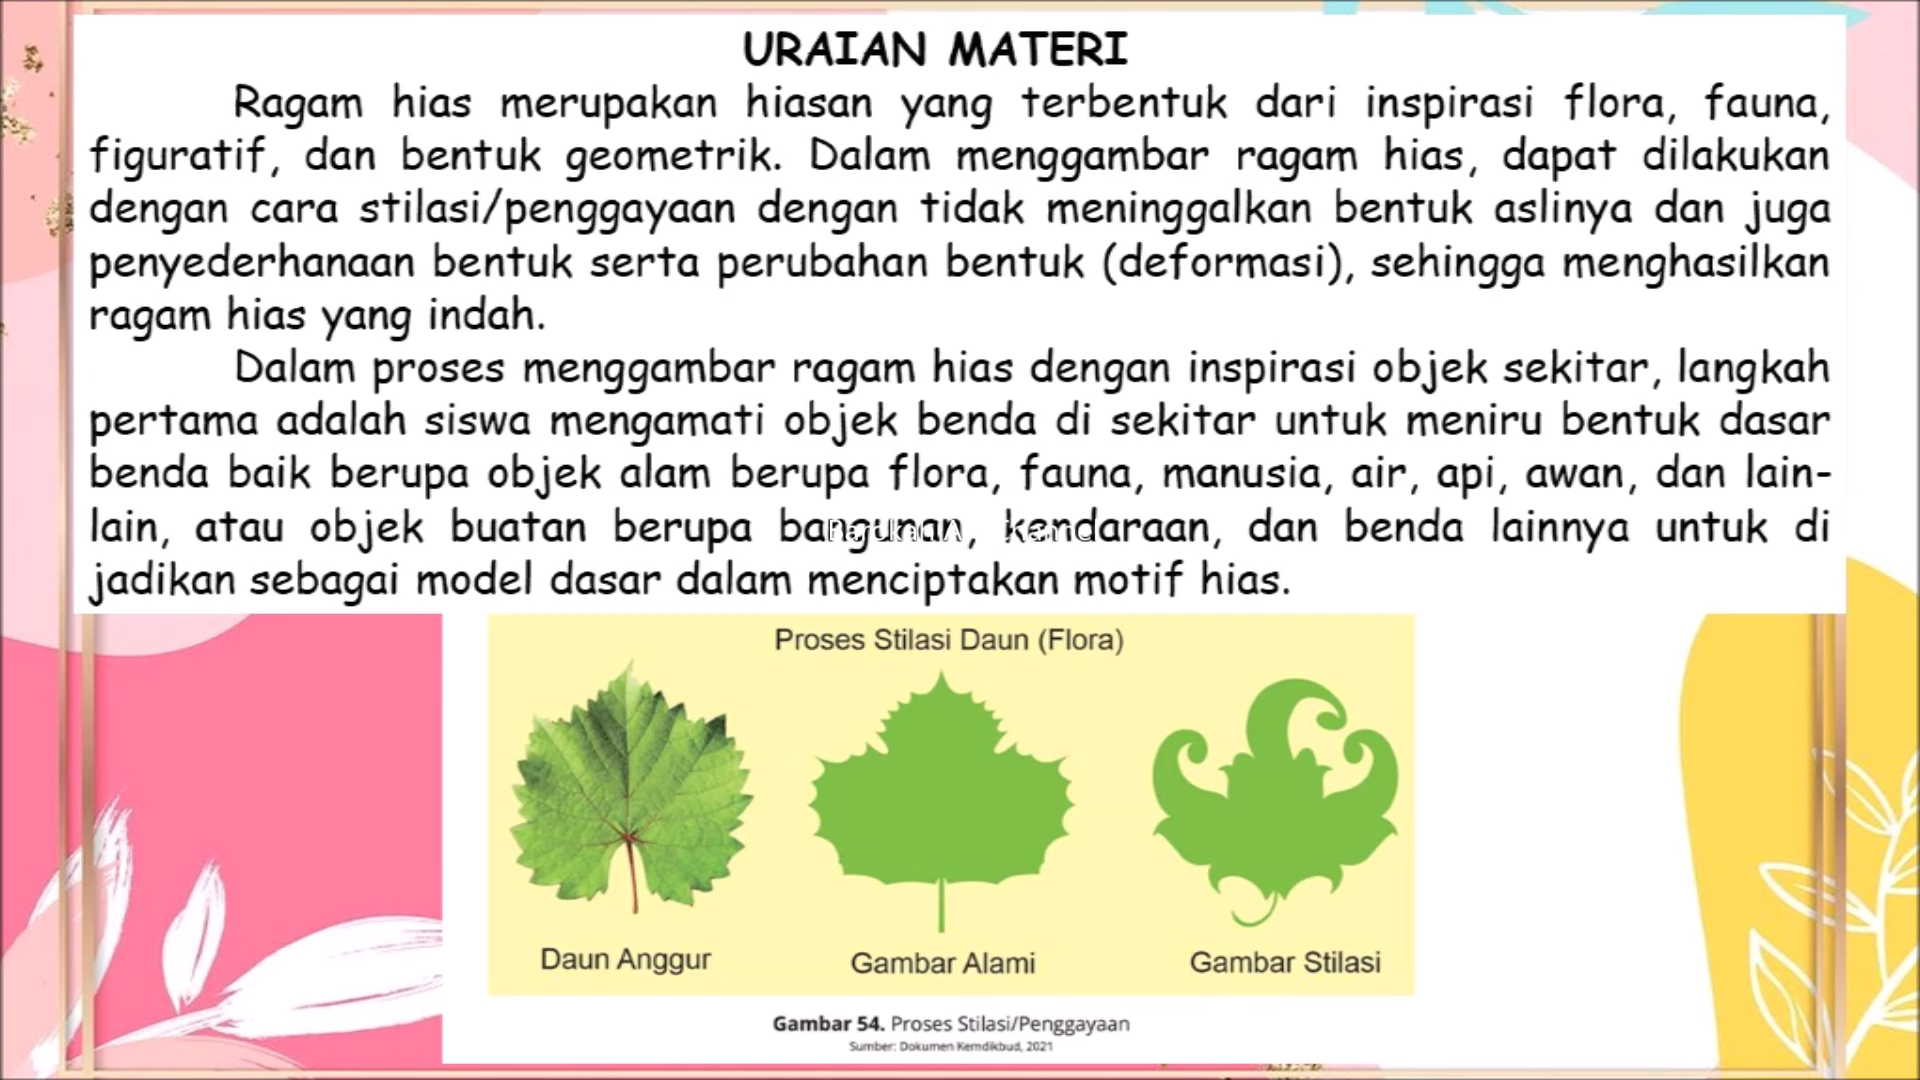 URAIAN MATERI
Ragam hias merupakan hiasan yang terbentuk dari inspirasi flora, fauna,
figuratif, dan bentuk geometrik. Dalam menggambar ragam hias, dapat dilakukan
dengan cara stilasi/penggayaan dengan tidak meninggalkan bentuk aslinya dan juga
penyederhanaan bentuk serta perubahan bentuk (deformasi), sehingga menghasilkan
ragam hias yang indah.
Dalam proses menggambar ragam hias dengan inspirasi objek sekitar, langkah
pertama adalah siswa mengamati objek benda di sekitar untuk meniru bentuk dasar
benda baik berupa objek alam berupa flora, fauna, manusia, air, api, awan, dan lain-
lain, atau objek buatan berupa bangunan, kendaraan, dan benda lainnya untuk di
jadikan sebagai model dasar dalam menciptakan motif hias.
Proses Stilasi Daun (Flora)
Daun Anggur
Gambar Alami
Gambar Stilasi
Gambar 54. Proses Stilasi/Penggayaan
Sumber: Dokumen Kemdikbud, 2021